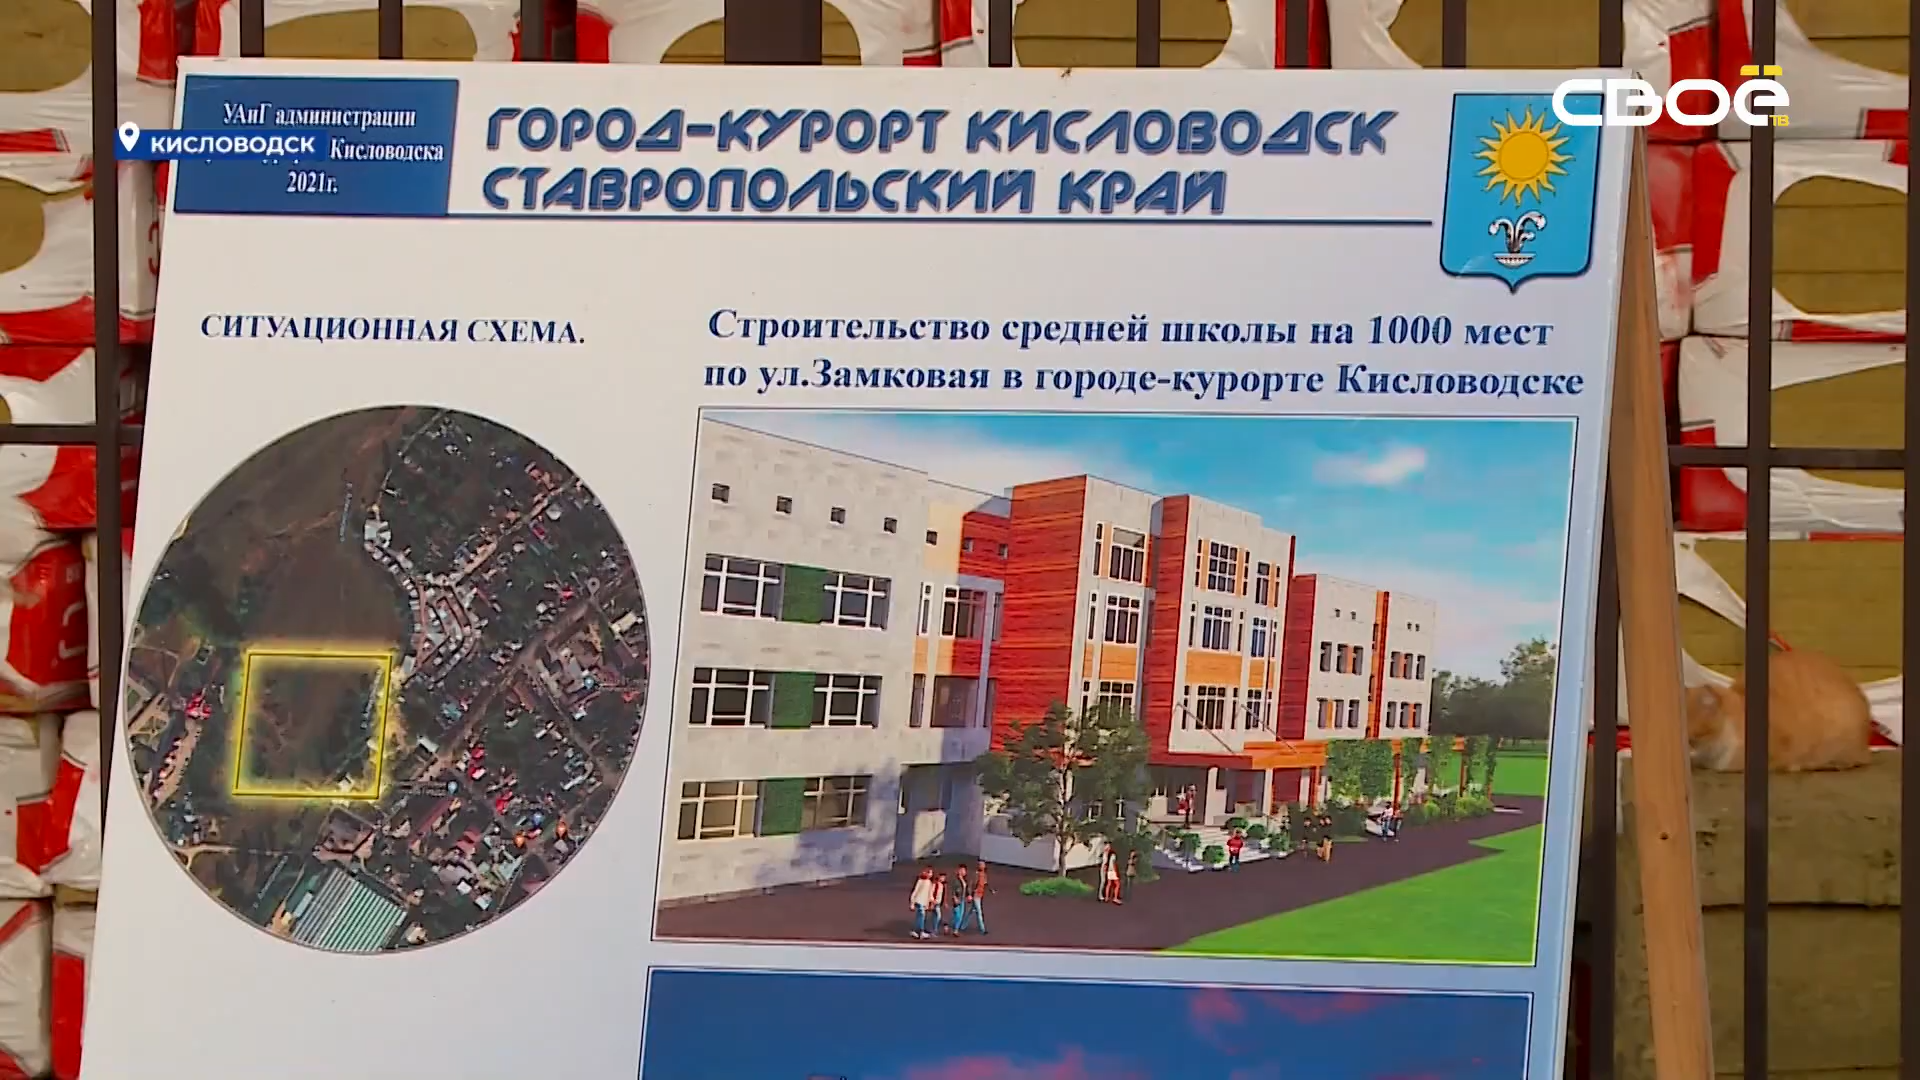 СВОЁ
ТВ
КИСЛОВОДСК
УАиГ администрации
Кисловодска
2021г.
ГОРОД-КУРОРТ КИСЛОВОДСК
СТАВРОПОЛЬСКИЙ КРАЙ
СИТУАЦИОННАЯ СХЕМА.
Строительство средней школы на 1000 мест
по ул.Замковая в городе-курорте Кисловодске